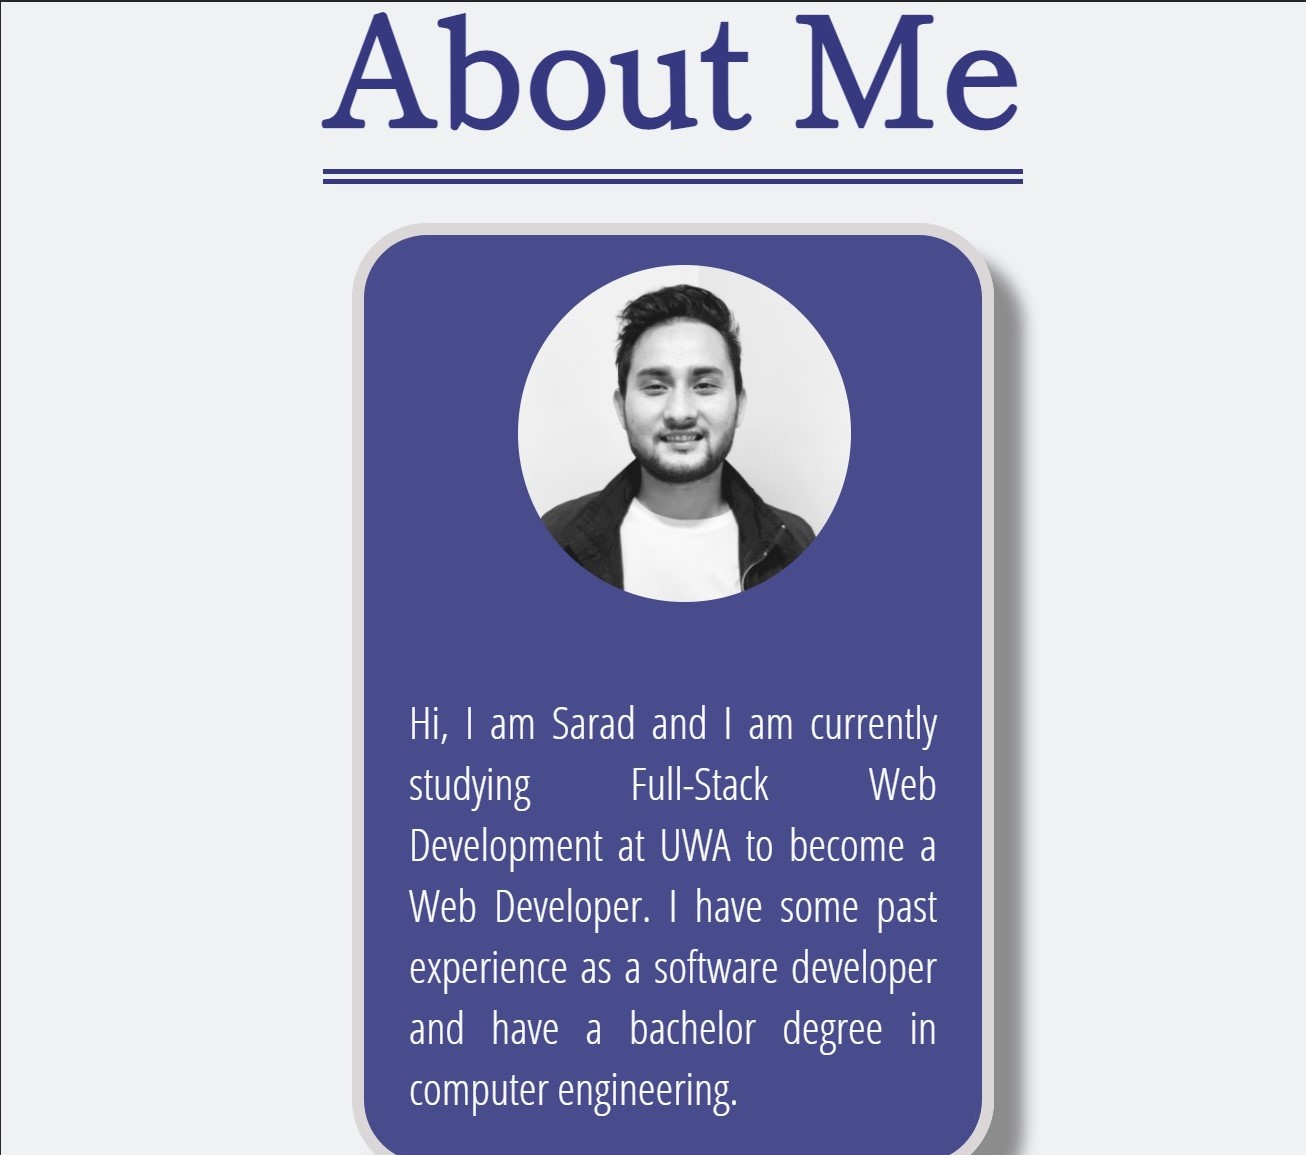 About Me
Hi, I am Sarad and I am currently
studying Full-Stack Web
Development at UWA to become a
Web Developer. I have some past
experience as a software developer
and have a bachelor degree in
computer engineering.